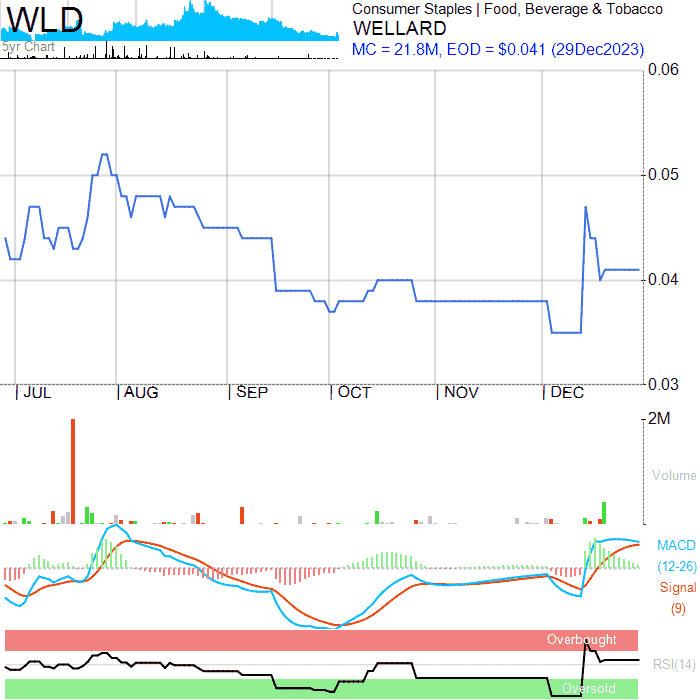 WLD
Consumer Staples | Food, Beverage & Tobacco
WELLARD
5yr Chart
MC = 21.8M, EOD = $0.041 (29Dec2023)
0.06
0.05
0.04
0.03
JUL AUG SEP OCT NOV DEC
2M
Volume
MACD
(12-26)
Signal
(9)
Overbought
RSI(14)
Oversold